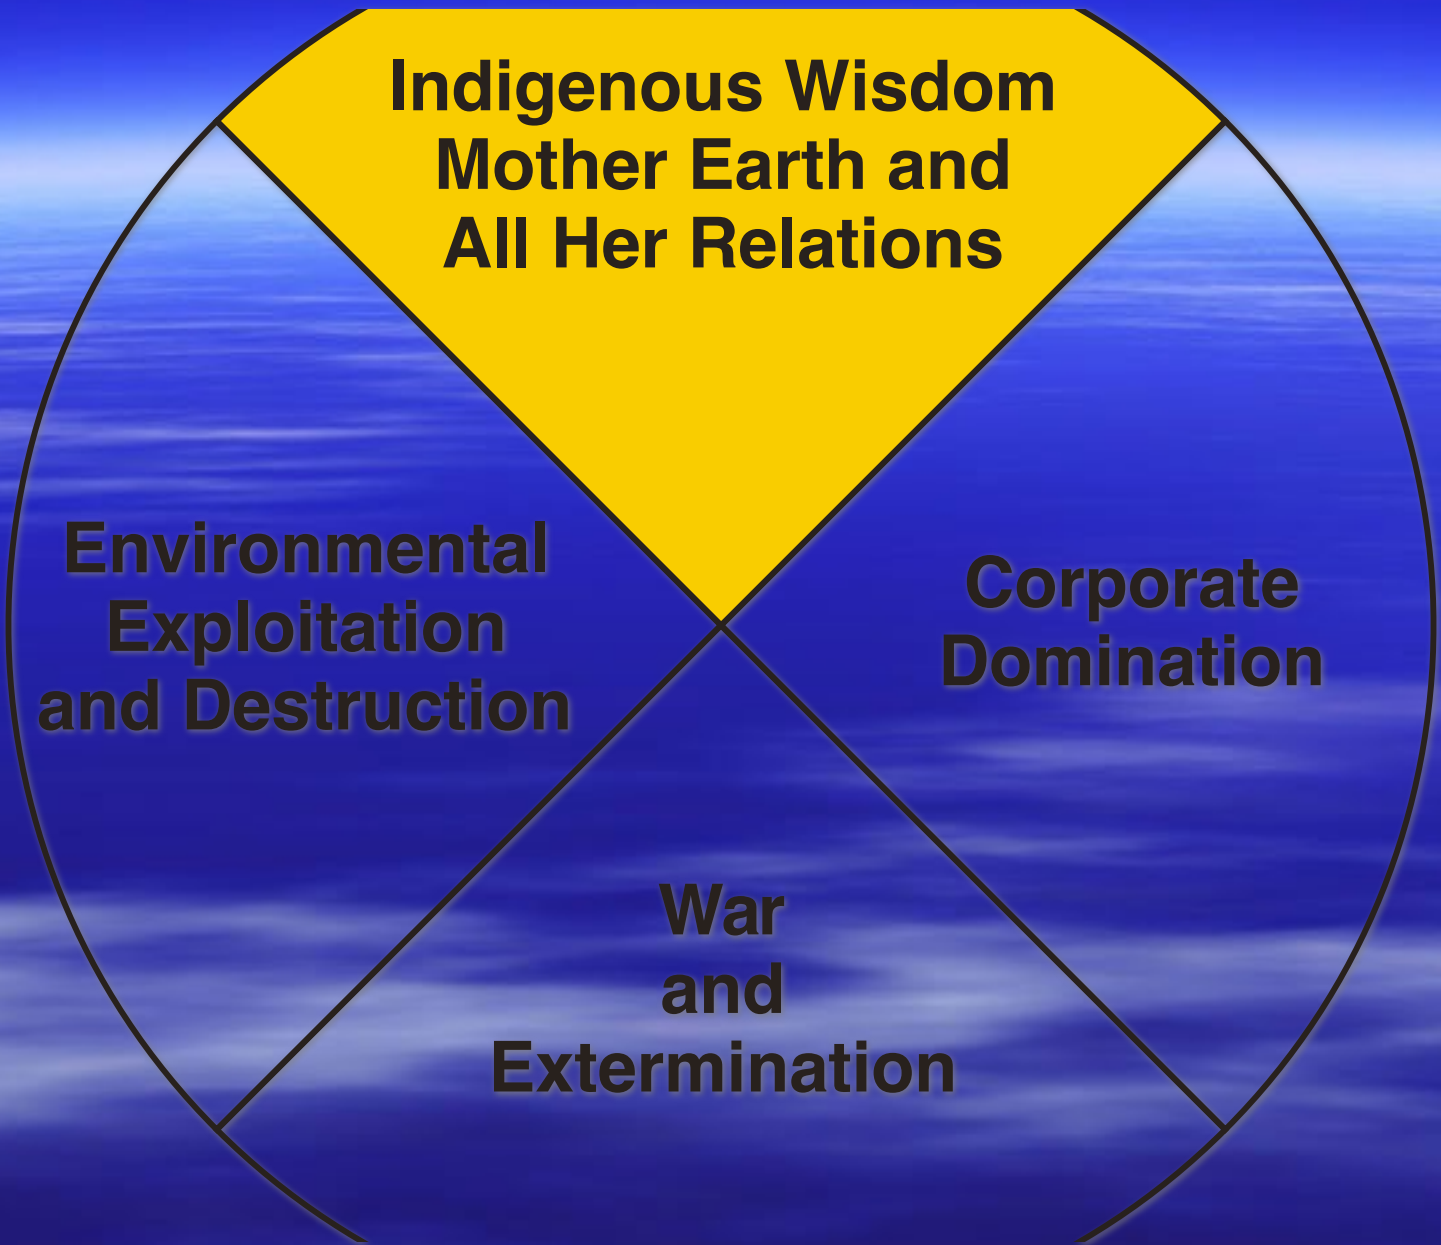 Indigenous Wisdom
Mother Earth and
All Her Relations
Environmental
Exploitation
and Destruction
Corporate
Domination
War
and
Extermination